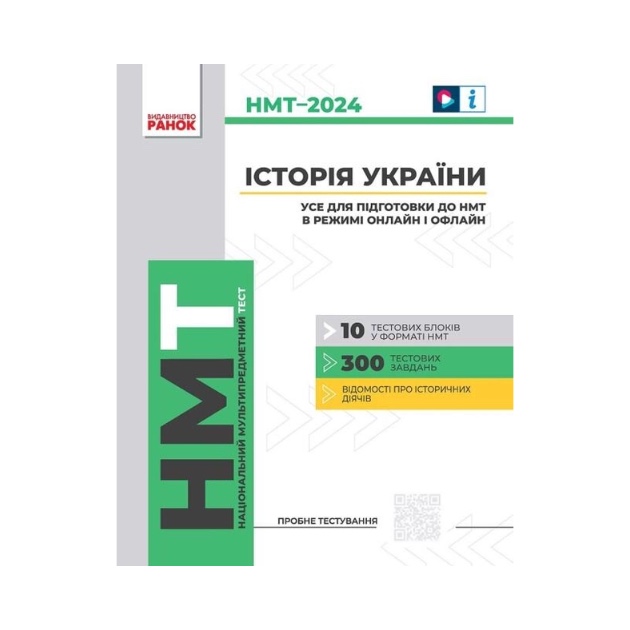 ВИДАВНИЦТВО
РАНОК
НМТ–2024
i
ІСТОРІЯ УКРАЇНИ
УСЕ ДЛЯ ПІДГОТОВКИ ДО НМТ
В РЕЖИМІ ОНЛАЙН І ОФЛАЙН
10 ТЕСТОВИХ БЛОКІВ
У ФОРМАТІ НМТ
300 ТЕСТОВИХ
ЗАВДАНЬ
ВІДОМОСТІ ПРО ІСТОРИЧНИХ
ДІЯЧІВ
НМТ
НАЦІОНАЛЬНИЙ МУЛЬТИПРЕДМЕТНИЙ ТЕСТ
ПРОБНЕ ТЕСТУВАННЯ